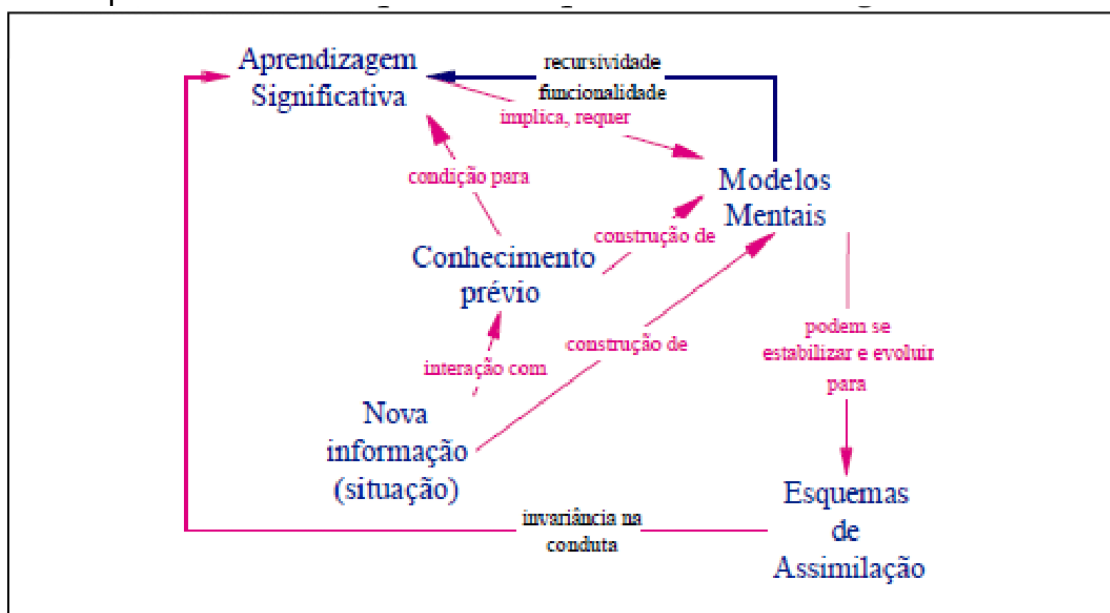 Aprendizagem
Significativa
recursividade
funcionalidade
implica, requer
condição para
Modelos
Mentais
construção de
Conhecimento
prévio
construção de
podem se
estabilizar e evoluir
para
interação com
Nova
informação
(situação)
Esquemas
de
Assimilação
invariância na
conduta